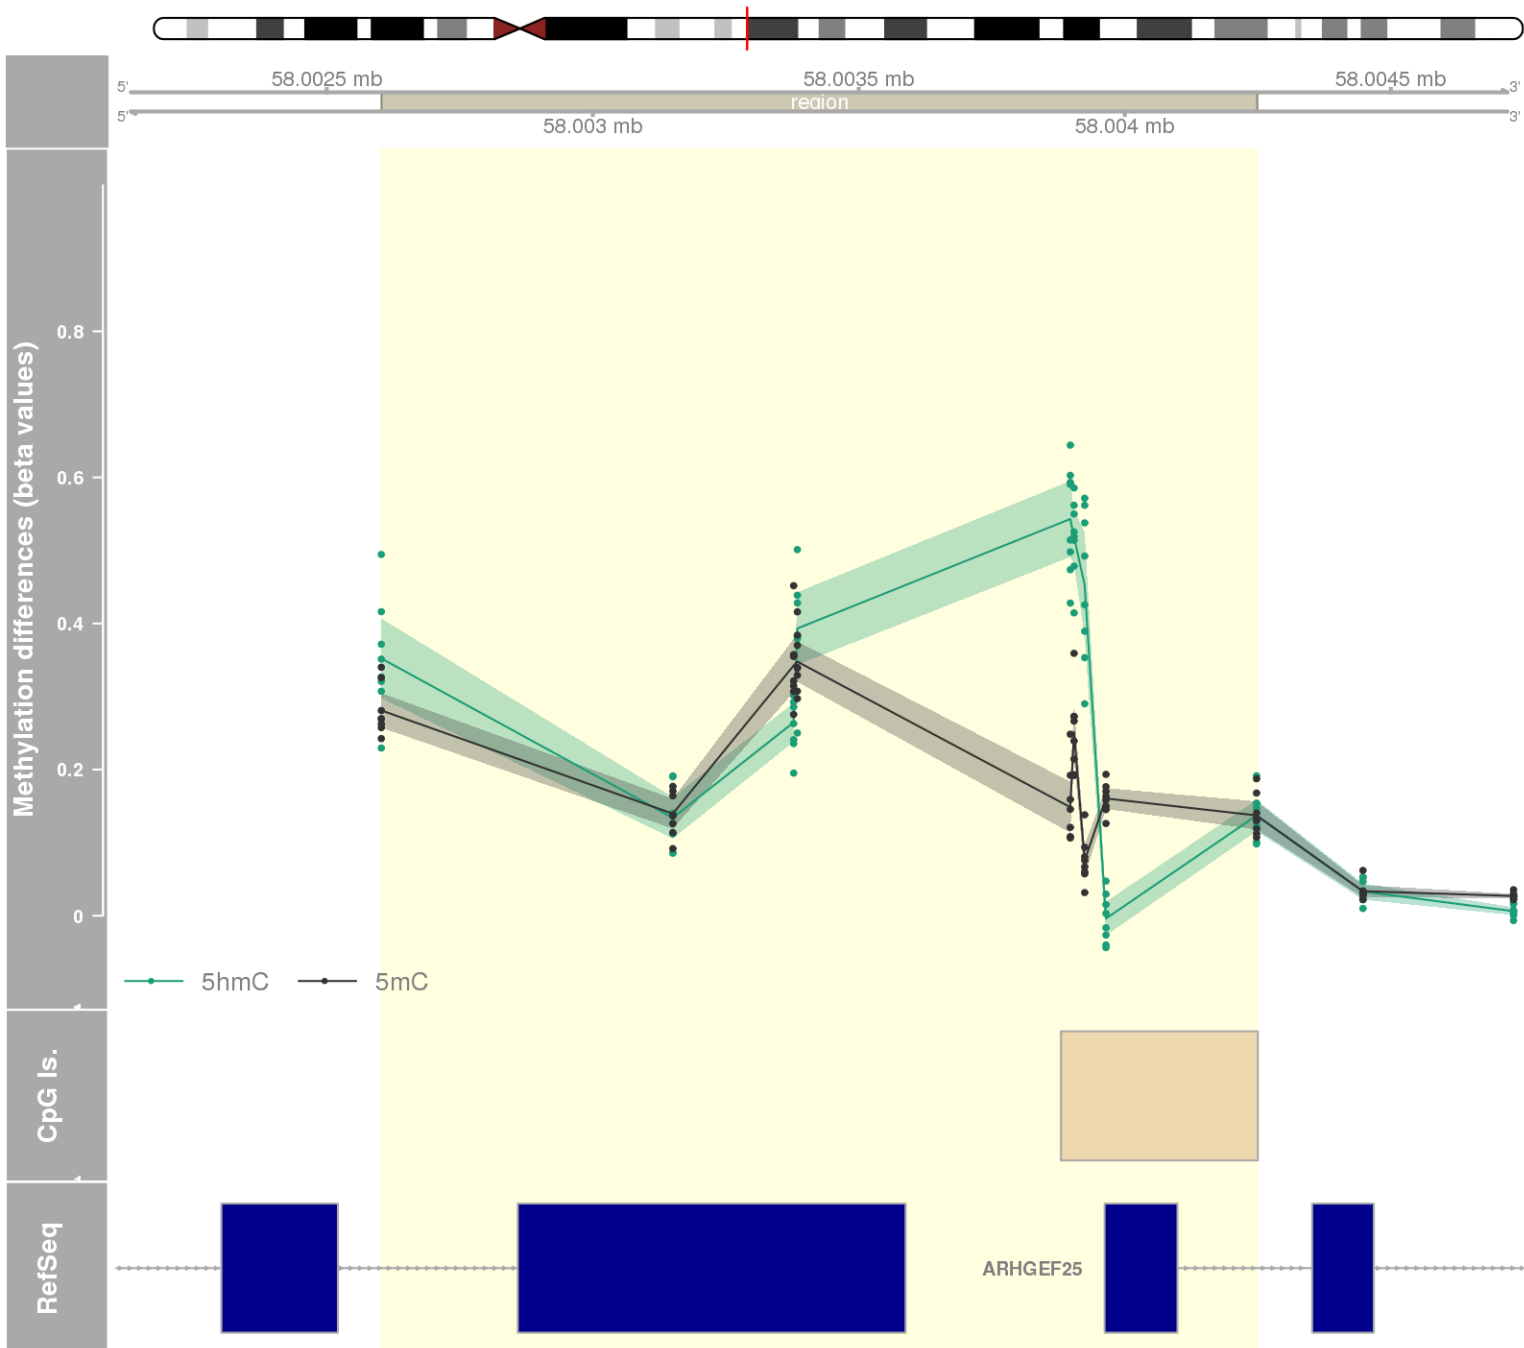 58.0025 mb
58.0035 mb
58.0045 mb
5'
3'
region
5'
3'
58.003 mb
58.004 mb
Methylation differences (beta values)
0.8
0.6
0.4
0.2
0
5hmC
5mC
CpG Is.
RefSeq
ARHGEF25